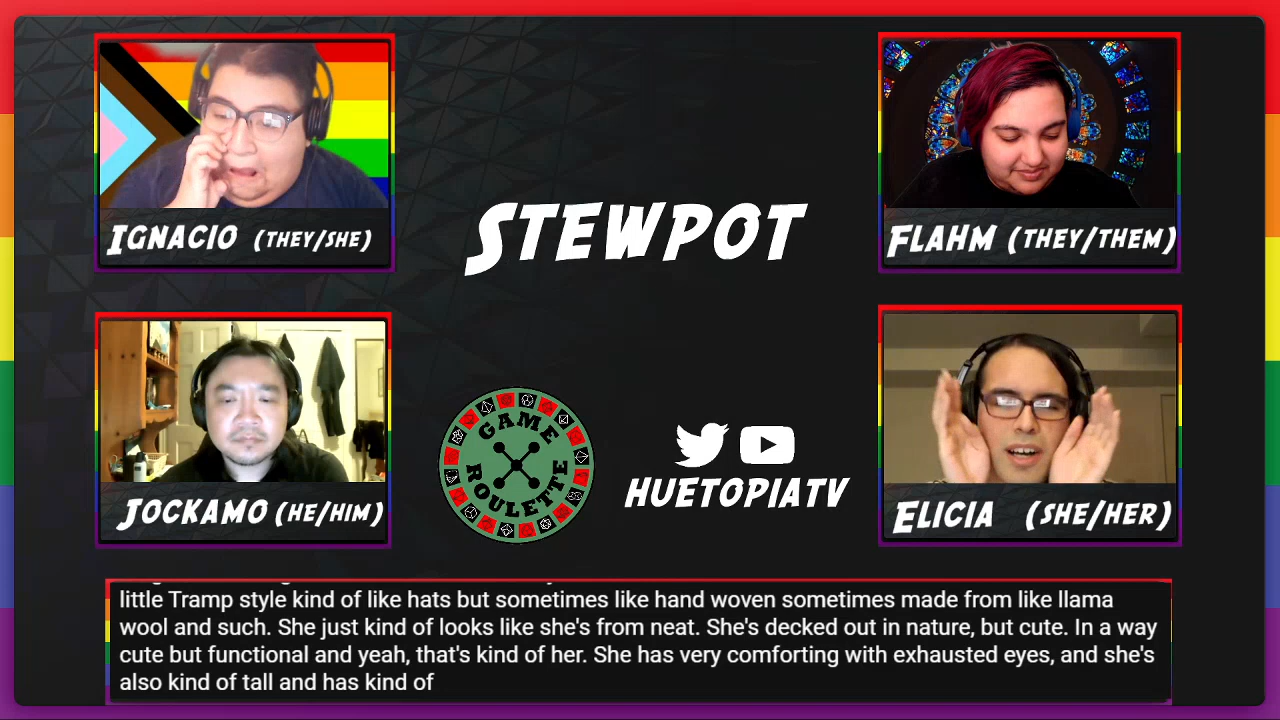 IGNACIO (THEY/SHE)
FLAHM (THEY/THEM)
STEWPOT
JOCKAMO (HE/HIM)
GAME
ROULETTE
HUETOPIATV
ELICIA (SHE/HER)
little Tramp style kind of like hats but sometimes like hand woven sometimes made from like llama
wool and such. She just kind of looks like she's from neat. She's decked out in nature, but cute. In a way
cute but functional and yeah, that's kind of her. She has very comforting with exhausted eyes, and she's
also kind of tall and has kind of